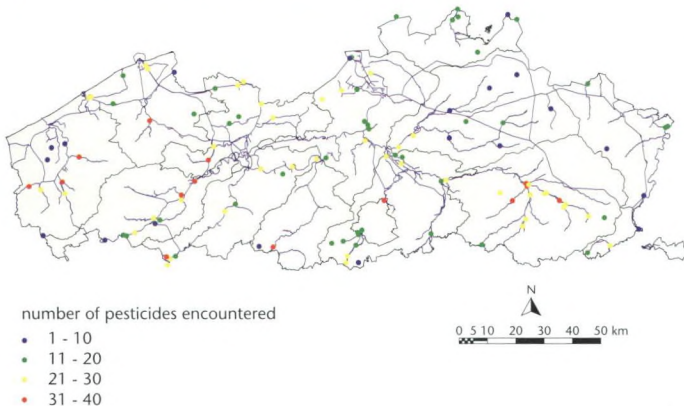 number of pesticides encountered
1 - 10
11 - 20
21 - 30
31 - 40
N
0 5 10 20 30 40 50 km